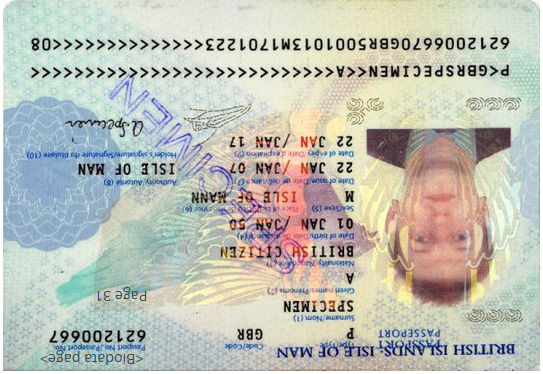 BRITISH ISLANDS- ISLE OF MAN
PASSPORT
PASSEPORT
Type/Type
P
Code/Code
GBR
Passport No./Passeport No.
621200667
<Biodata page>
Surname/Nom (1)
SPECIMEN
Given names/Prénoms (2)
A
Page 31
Nationality/Nationalité (3)
BRITISH CITIZEN
Date of birth/Date de naissance (4)
01 JAN /JAN 50
Sex/Sexe (5)
M
Place of birth/Lieu de naissance (6)
ISLE OF MANN
Date of issue/Date de délivrance (7)
22 JAN /JAN 07
Authority/Autorité (8)
ISLE OF MAN
Date of expiry/Date d'expiration (9)
22 JAN /JAN 17
Holder's signature/Signature du titulaire (10)
A Specimen
SPECIMEN
P<GBRSPECIMEN<<A<<<<<<<<<<<<<<<<<<<<<<<<<<<<
6212006670GBR5001013M1701223<<<<<<<<<<<<<<08